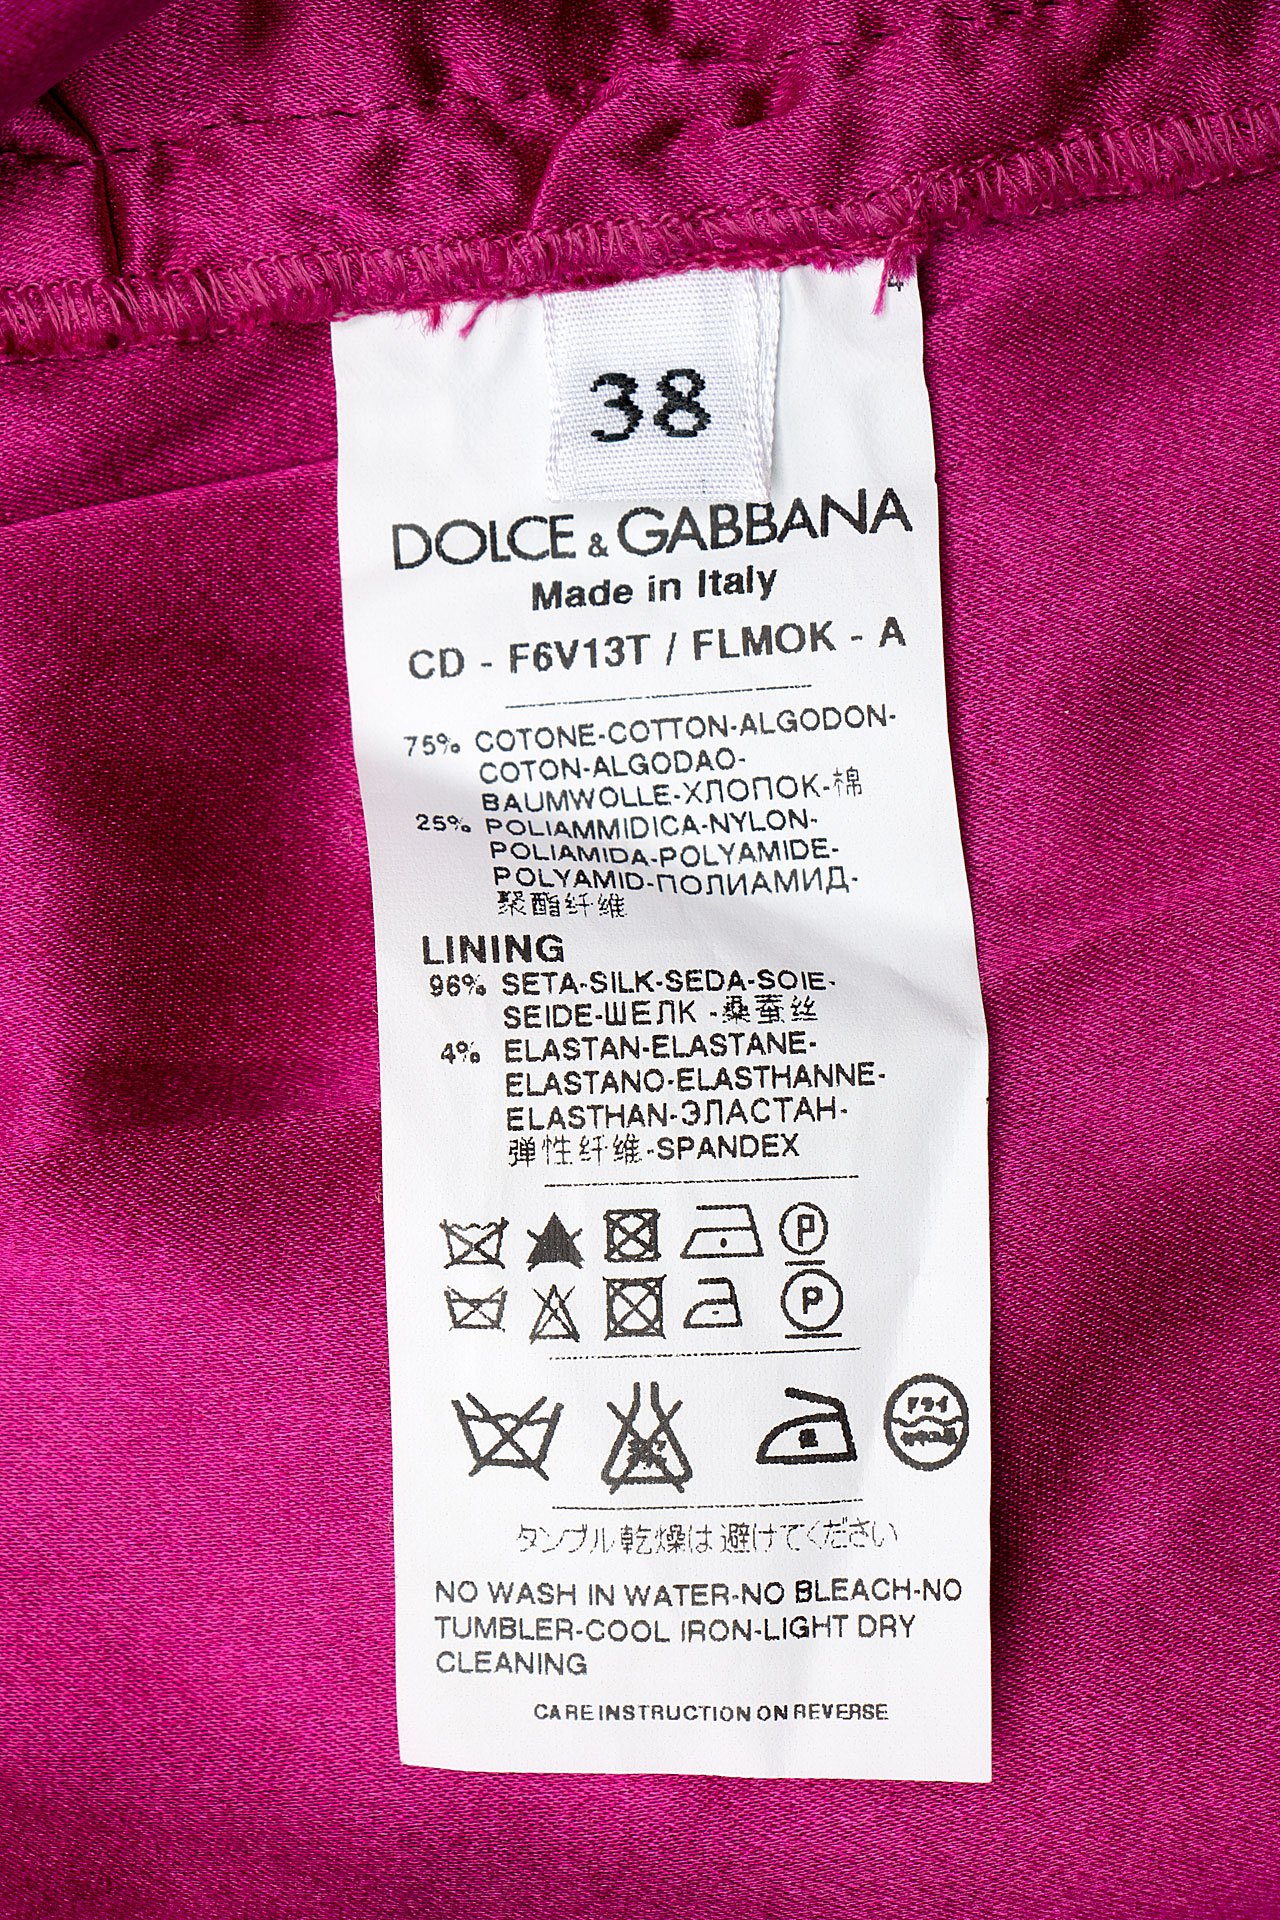 4
38
DOLCE & GABBANA
Made in Italy
CD - F6V13T / FLMOK - A
75% COTONE-COTTON-ALGODON-
COTON-ALGODAO-
BAUMWOLLE-ХЛОПОК-棉
25% POLIAMMIDICA-NYLON-
POLIAMIDA-POLYAMIDE-
POLYAMID-ПОЛИАМИД-
聚酯纤维
LINING
96% SETA-SILK-SEDA-SOIE-
SEIDE-ШЕЛК-桑蚕丝
4% ELASTAN-ELASTANE-
ELASTANO-ELASTHANNE-
ELASTHAN-ЭЛАСТАН-
弹性纤维-SPANDEX
P
P
ドライ
タンブル乾燥は避けてください
NO WASH IN WATER-NO BLEACH-NO
TUMBLER-COOL IRON-LIGHT DRY
CLEANING
CARE INSTRUCTION ON REVERSE